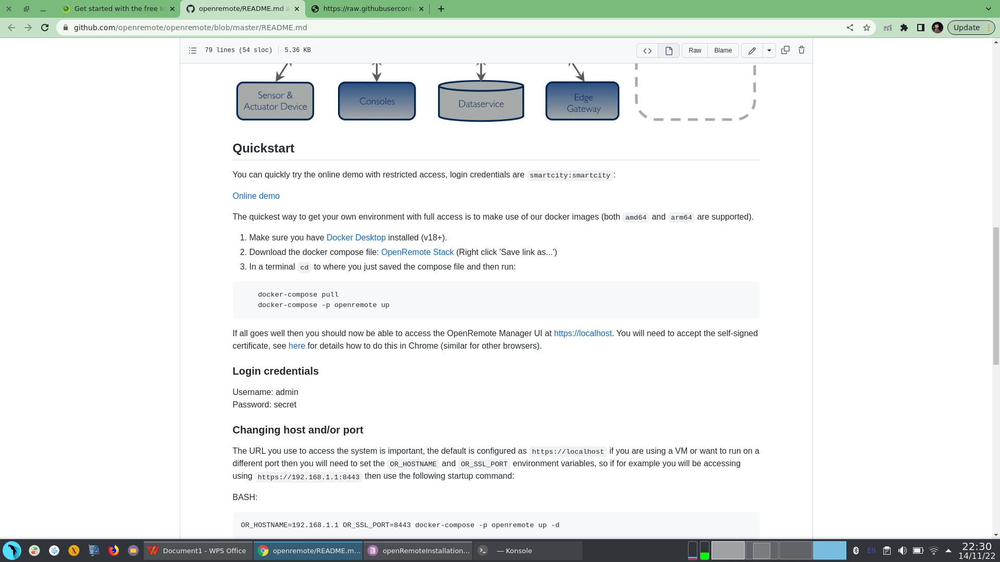 Get started with the free Io
openremote/README.md a
https://raw.githubuserconte
github.com/openremote/openremote/blob/master/README.md
Update
79 lines (54 sloc)
5.36 KB
Raw
Blame
Sensor &
Actuator Device
Consoles
Dataservice
Edge
Gateway
Quickstart
You can quickly try the online demo with restricted access, login credentials are smartcity:smartcity :
Online demo
The quickest way to get your own environment with full access is to make use of our docker images (both amd64 and arm64 are supported).
1. Make sure you have Docker Desktop installed (v18+).
2. Download the docker compose file: OpenRemote Stack (Right click 'Save link as...')
3. In a terminal cd to where you just saved the compose file and then run:
docker-compose pull
docker-compose -p openremote up
If all goes well then you should now be able to access the OpenRemote Manager UI at https://localhost. You will need to accept the self-signed
certificate, see here for details how to do this in Chrome (similar for other browsers).
Login credentials
Username: admin
Password: secret
Changing host and/or port
The URL you use to access the system is important, the default is configured as https://localhost if you are using a VM or want to run on a
different port then you will need to set the OR_HOSTNAME and OR_SSL_PORT environment variables, so if for example you will be accessing
using https://192.168.1.1:8443 then use the following startup command:
BASH:
OR_HOSTNAME=192.168.1.1 OR_SSL_PORT=8443 docker-compose -p openremote up -d
Document1 - WPS Office
openremote/README.m...
openRemoteInstallation...
— Konsole
EN
22:30
14/11/22